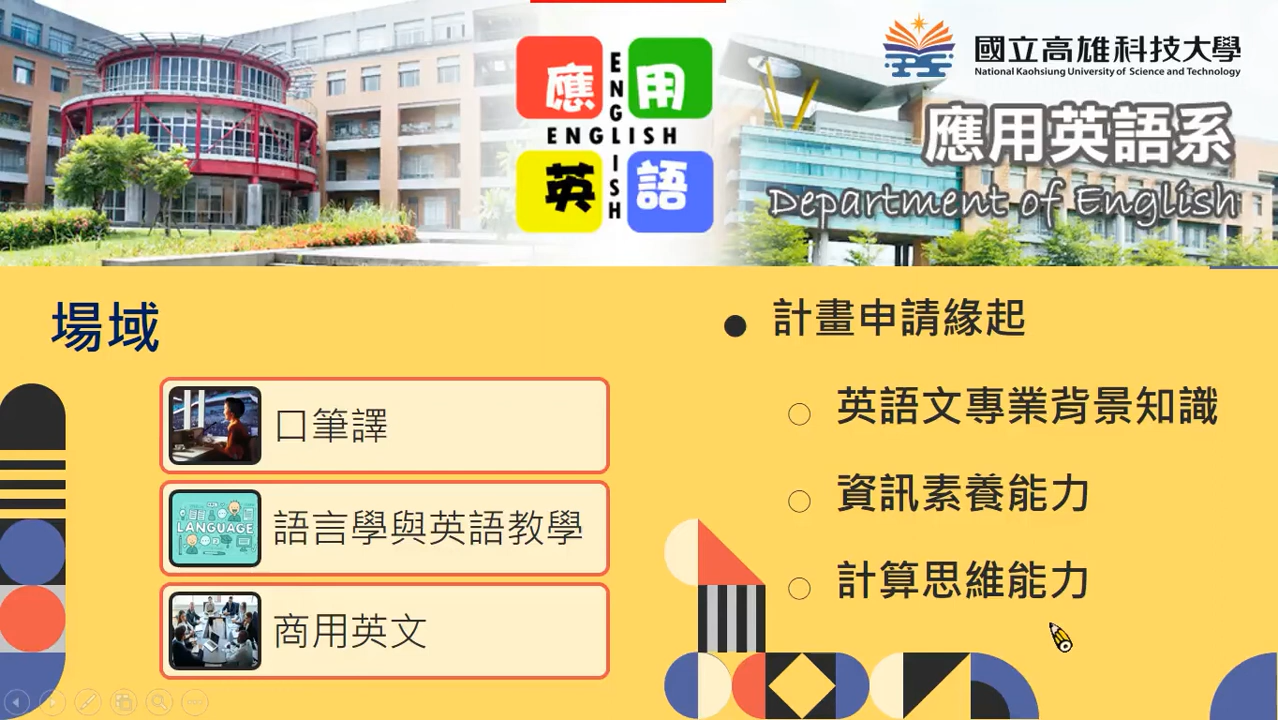 應用
ENGLISH
ENGLISH
英語
國立高雄科技大學
National Kaohsiung University of Science and Technology
應用英語系
Department of English
場域
口筆譯
LANGUAGE
語言學與英語教學
商用英文
計畫申請緣起
英語文專業背景知識
資訊素養能力
計算思維能力